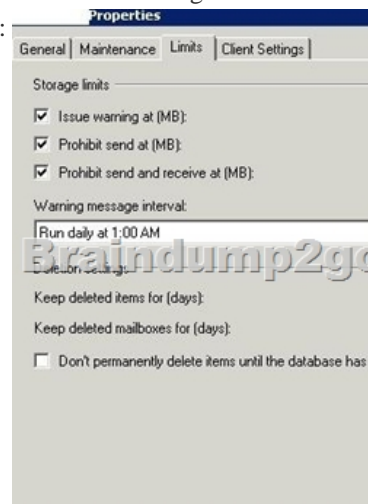 Properties
:
General Maintenance Limits Client Settings
Storage limits
Issue warning at (MB):
Prohibit send at (MB):
Prohibit send and receive at (MB):
Warning message interval:
Run daily at 1:00 AM
Braindump2go
Keep deleted items for (days):
Keep deleted mailboxes for (days):
Don't permanently delete items until the database has